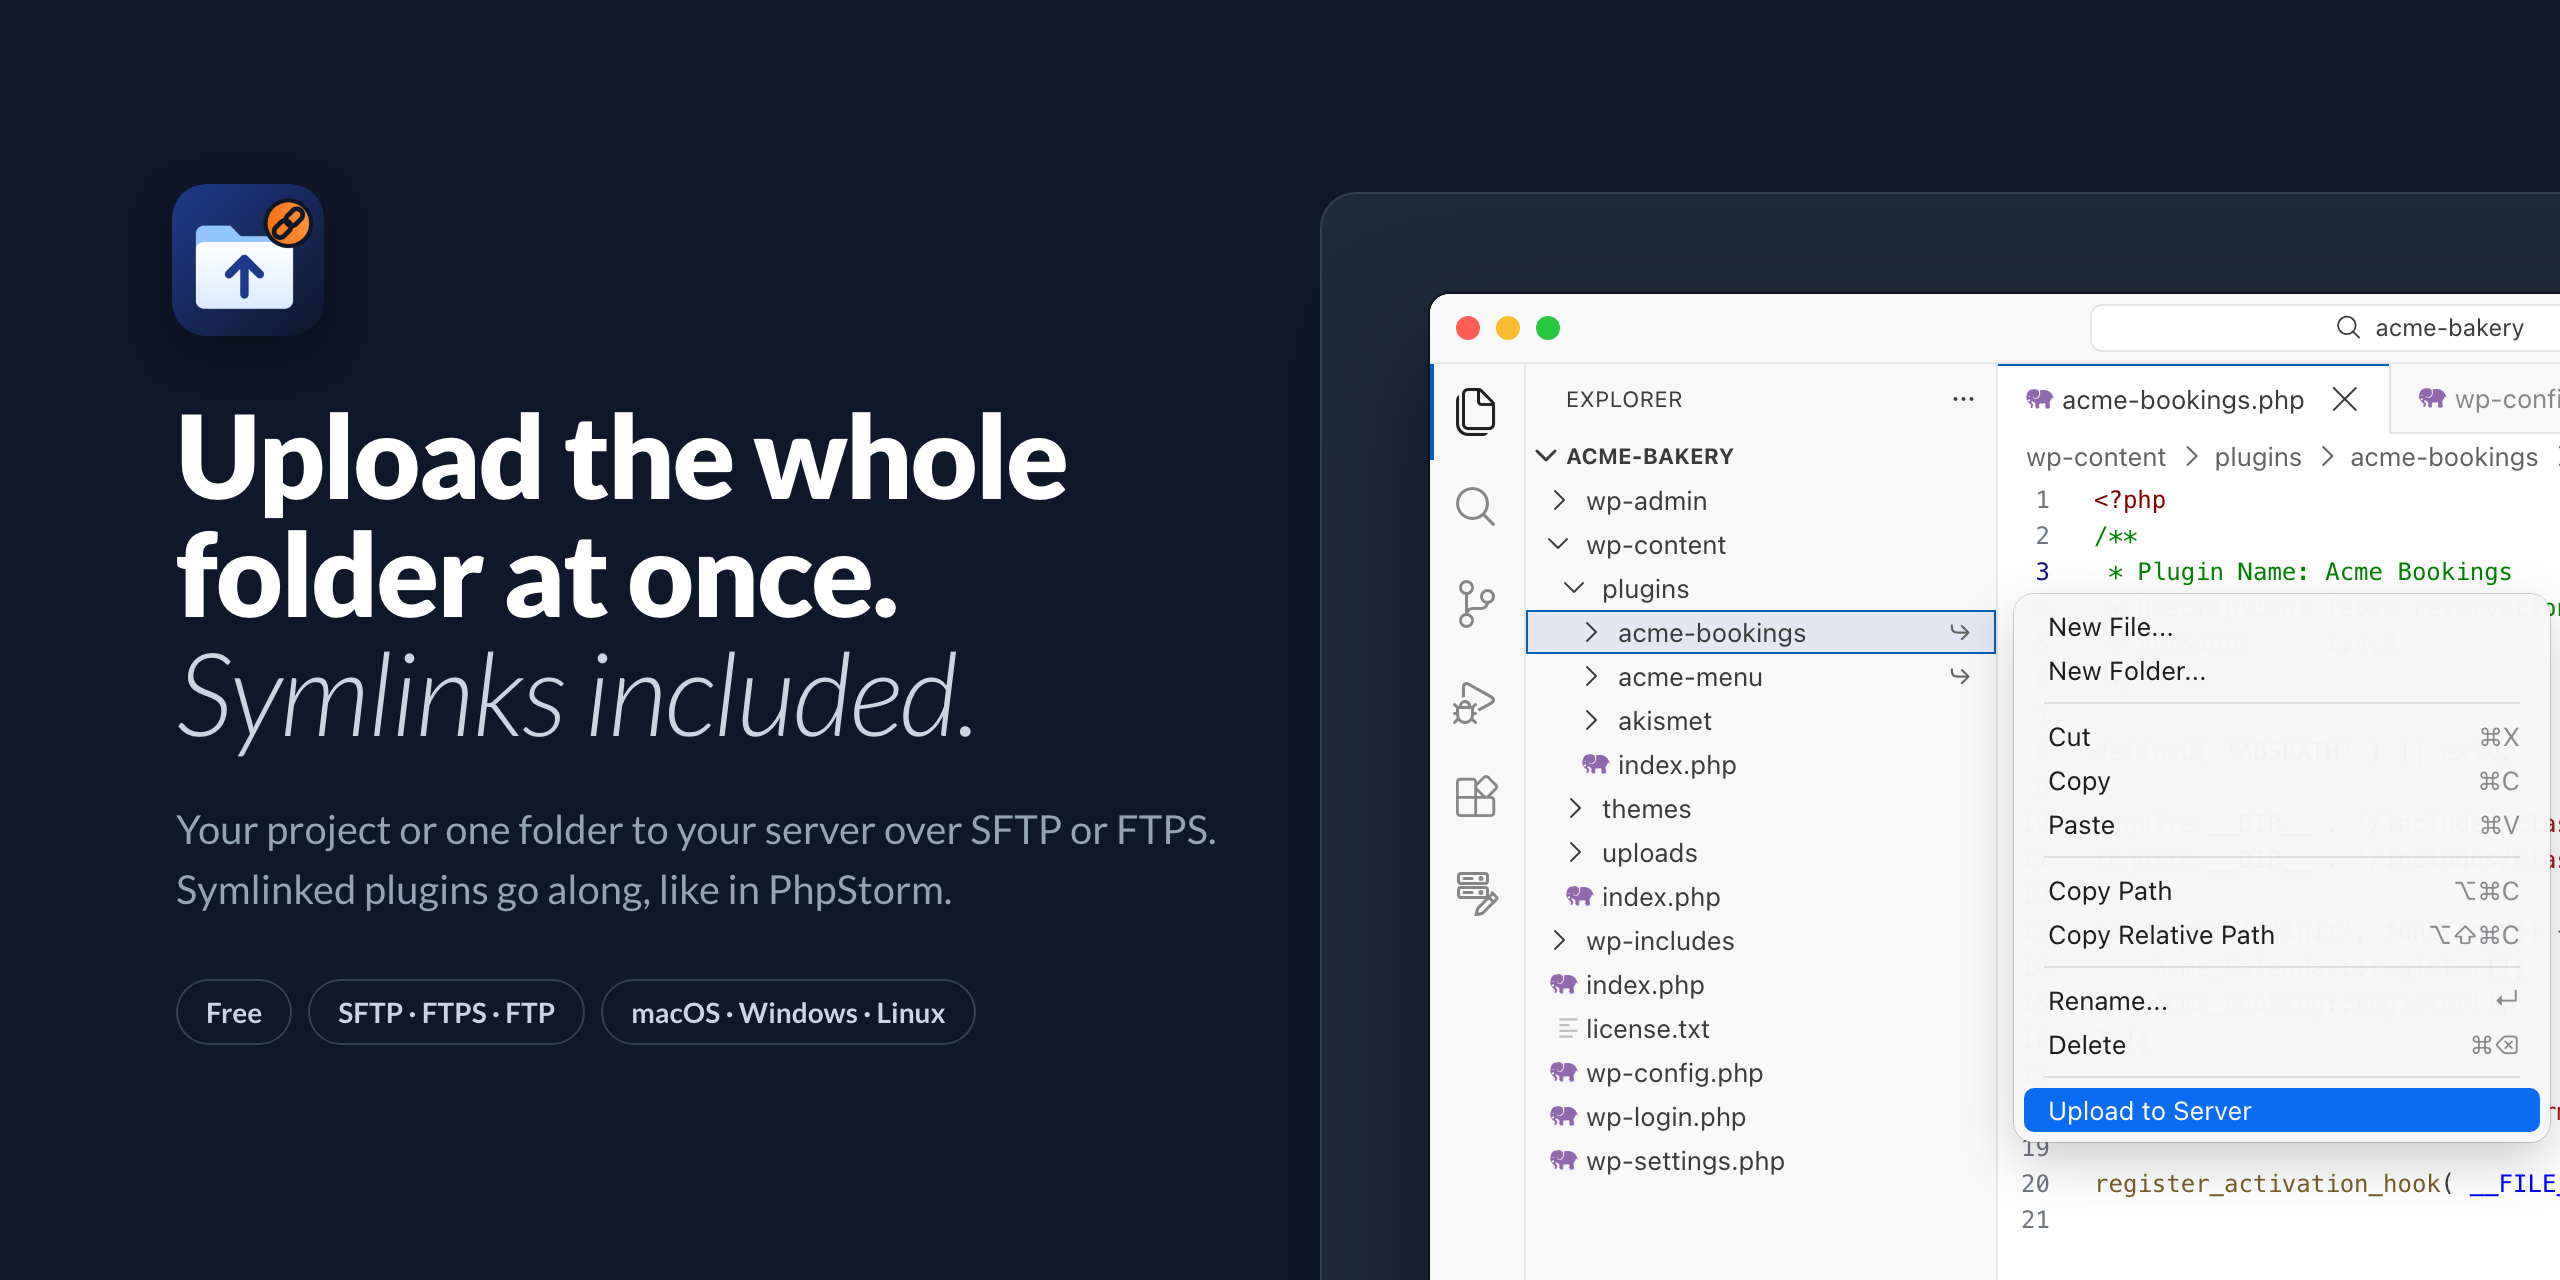 Upload the whole
folder at once.
Symlinks included.
Your project or one folder to your server over SFTP or FTPS.
Symlinked plugins go along, like in PhpStorm.
Free
SFTP · FTPS · FTP
macOS · Windows · Linux
acme-bakery
EXPLORER
ACME-BAKERY
wp-admin
wp-content
plugins
acme-bookings
acme-menu
akismet
index.php
themes
uploads
index.php
wp-includes
index.php
license.txt
wp-config.php
wp-login.php
wp-settings.php
acme-bookings.php
wp-confi
wp-content > plugins > acme-bookings
1 <?php
2 /**
3 * Plugin Name: Acme Bookings
New File...
New Folder...
Cut ⌘X
Copy ⌘C
Paste ⌘V
Copy Path ⌥⌘C
Copy Relative Path ⌥⇧⌘C
Rename... ↵
Delete ⌘⌫
Upload to Server
19
20 register_activation_hook( __FILE_
21